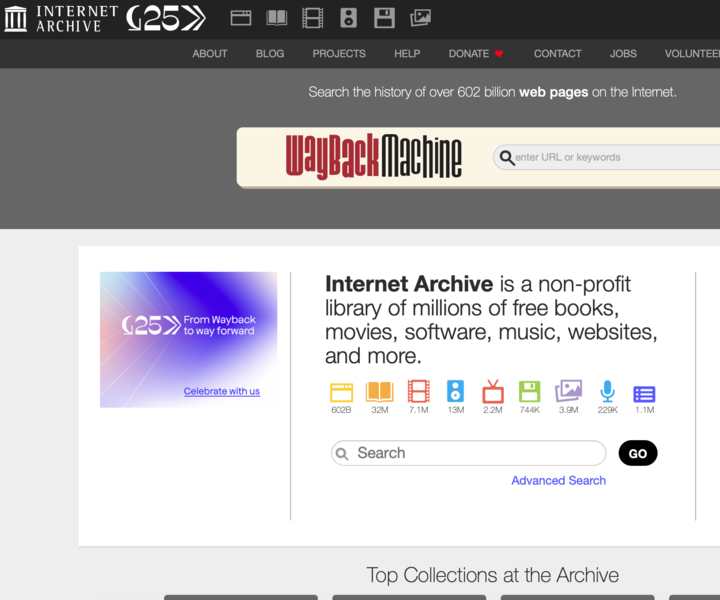 INTERNET
ARCHIVE
25
ABOUT BLOG PROJECTS HELP DONATE CONTACT JOBS VOLUNTEE
Search the history of over 602 billion web pages on the Internet.
WayBackMachine
enter URL or keywords
25
From Wayback
to way forward
Celebrate with us
Internet Archive is a non-profit
library of millions of free books,
movies, software, music, websites,
and more.
602B 32M 7.1M 13M 2.2M 744K 3.9M 229K 1.1M
Search
GO
Advanced Search
Top Collections at the Archive